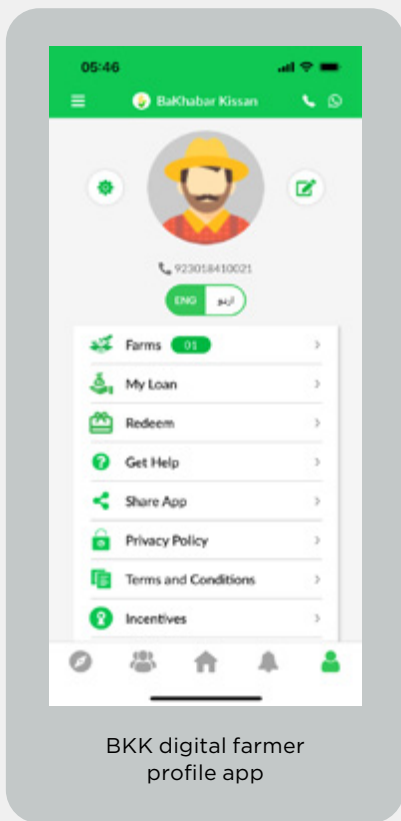 05:46
BaKhabar Kissan
923018410021
ENG اردو
Farms 01
My Loan
Redeem
Get Help
Share App
Privacy Policy
Terms and Conditions
Incentives
BKK digital farmer
profile app